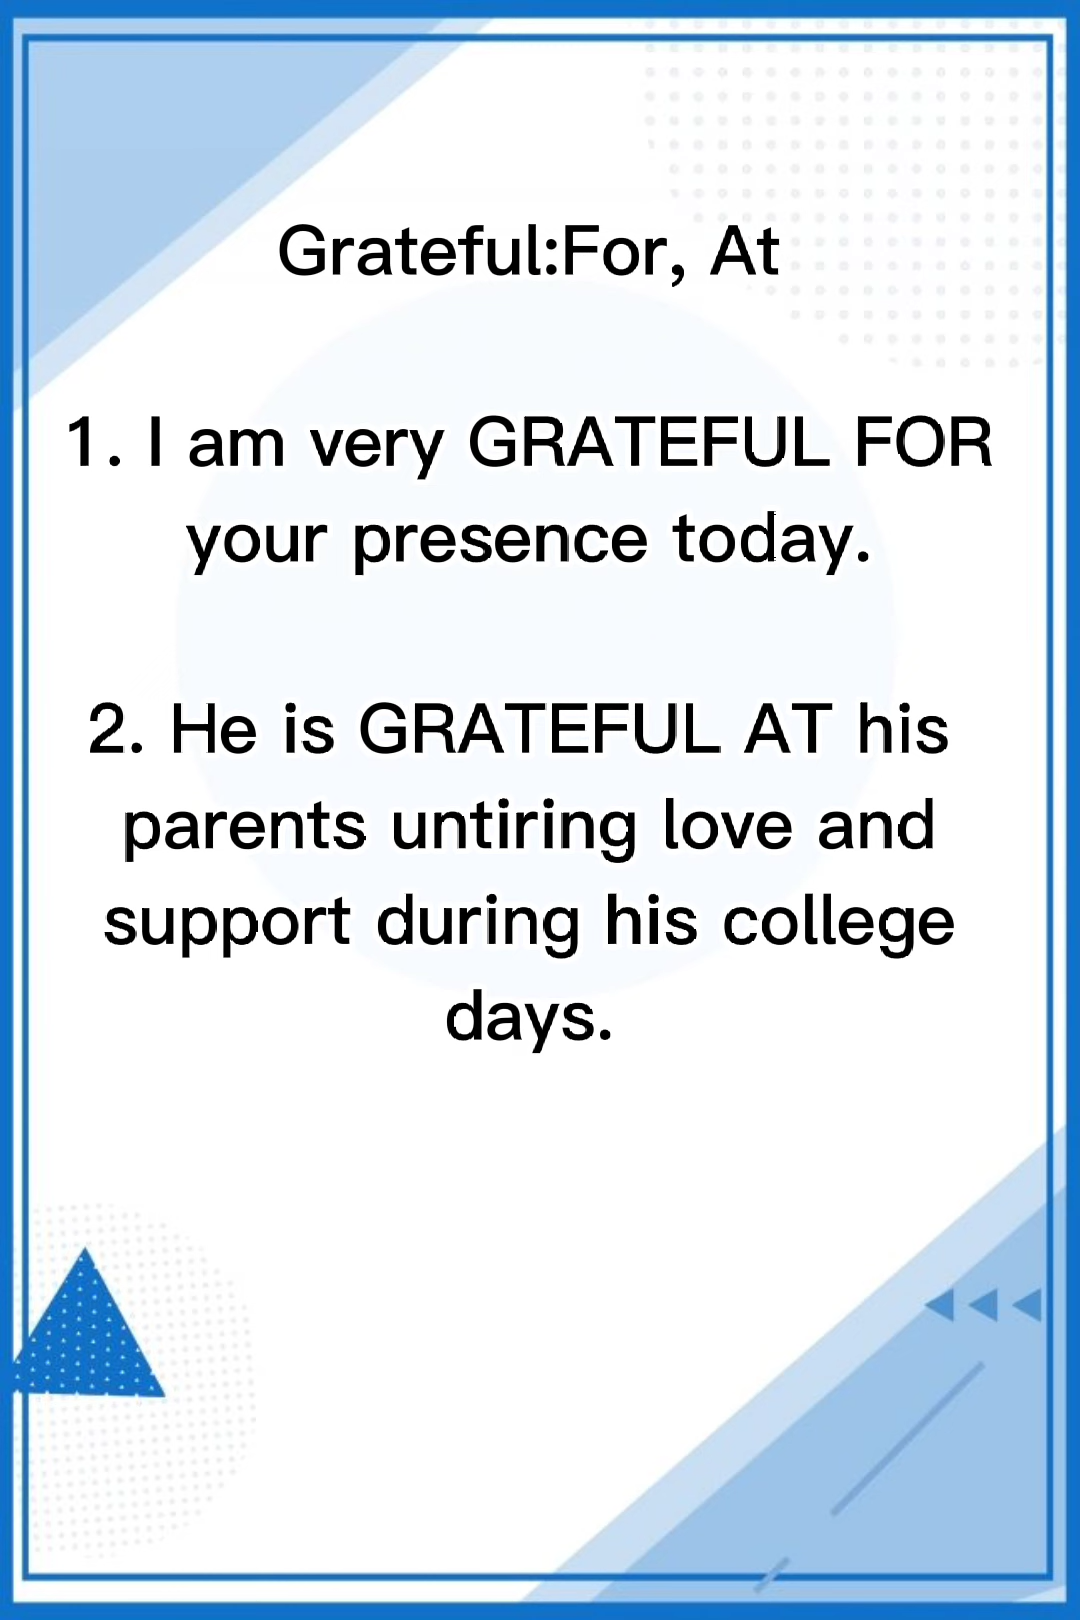 Grateful:For, At
1. I am very GRATEFUL FOR
your presence today.
2. He is GRATEFUL AT his
parents untiring love and
support during his college
days.